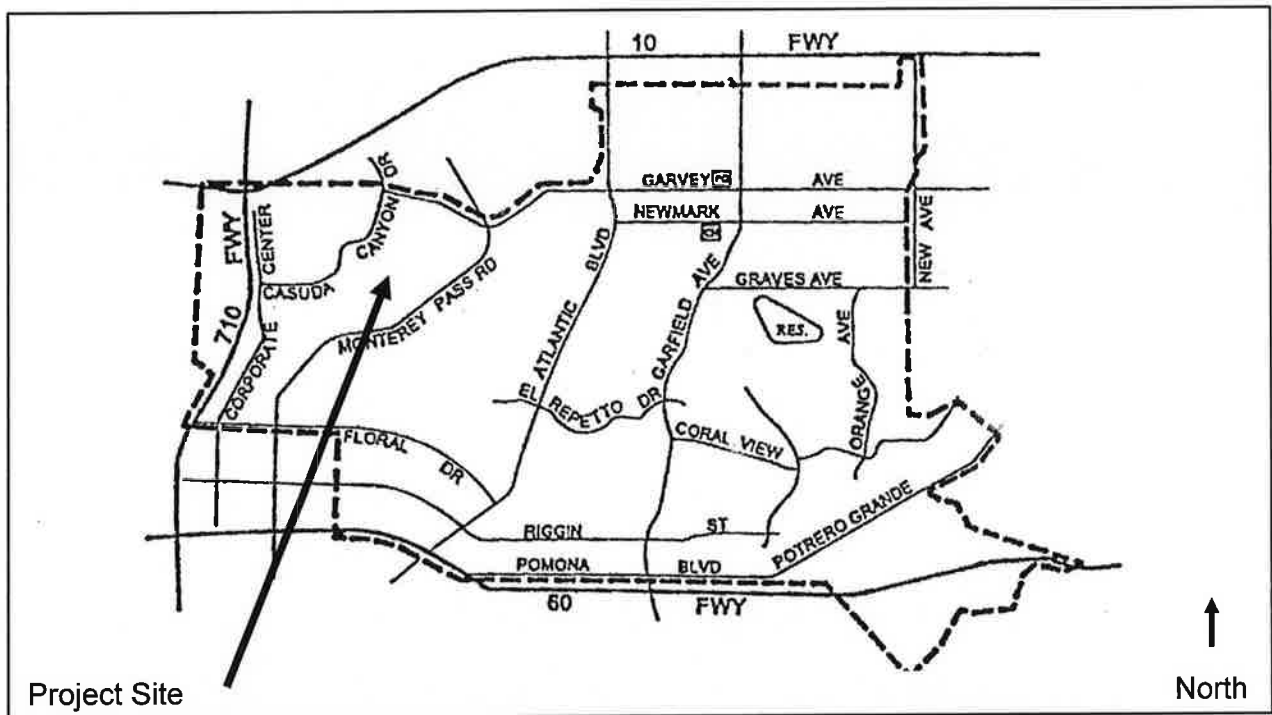 10 FWY
GARVEY
AVE
NEWMARK AVE
CANYON DR
CASUDA
CENTER
CORPORATE
710 FWY
MONTEREY PASS RD
ATLANTIC BLVD
GARFIELD AVE
GRAVES AVE
NEW AVE
RES.
ORANGE AVE
EL REPETTO DR
CORAL VIEW
FLORAL DR
RIGGIN ST
POTRERO GRANDE
POMONA BLVD
60 FWY
Project Site
North